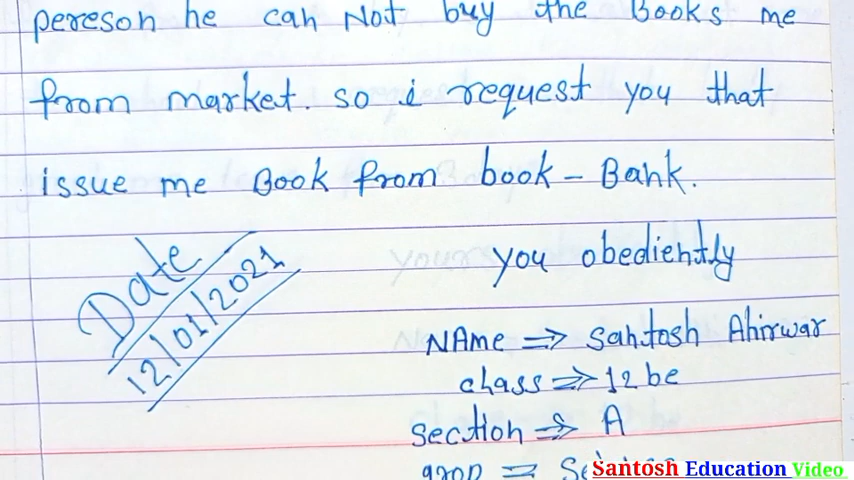 pereson he can Not buy the Books me
from market. so i request you that
issue me Book from book - Bank.
you obediently
Date
12/01/2021
NAme ⇒ Santosh Ahirwar
class ⇒ 12 be
section ⇒ A
Santosh Education Video